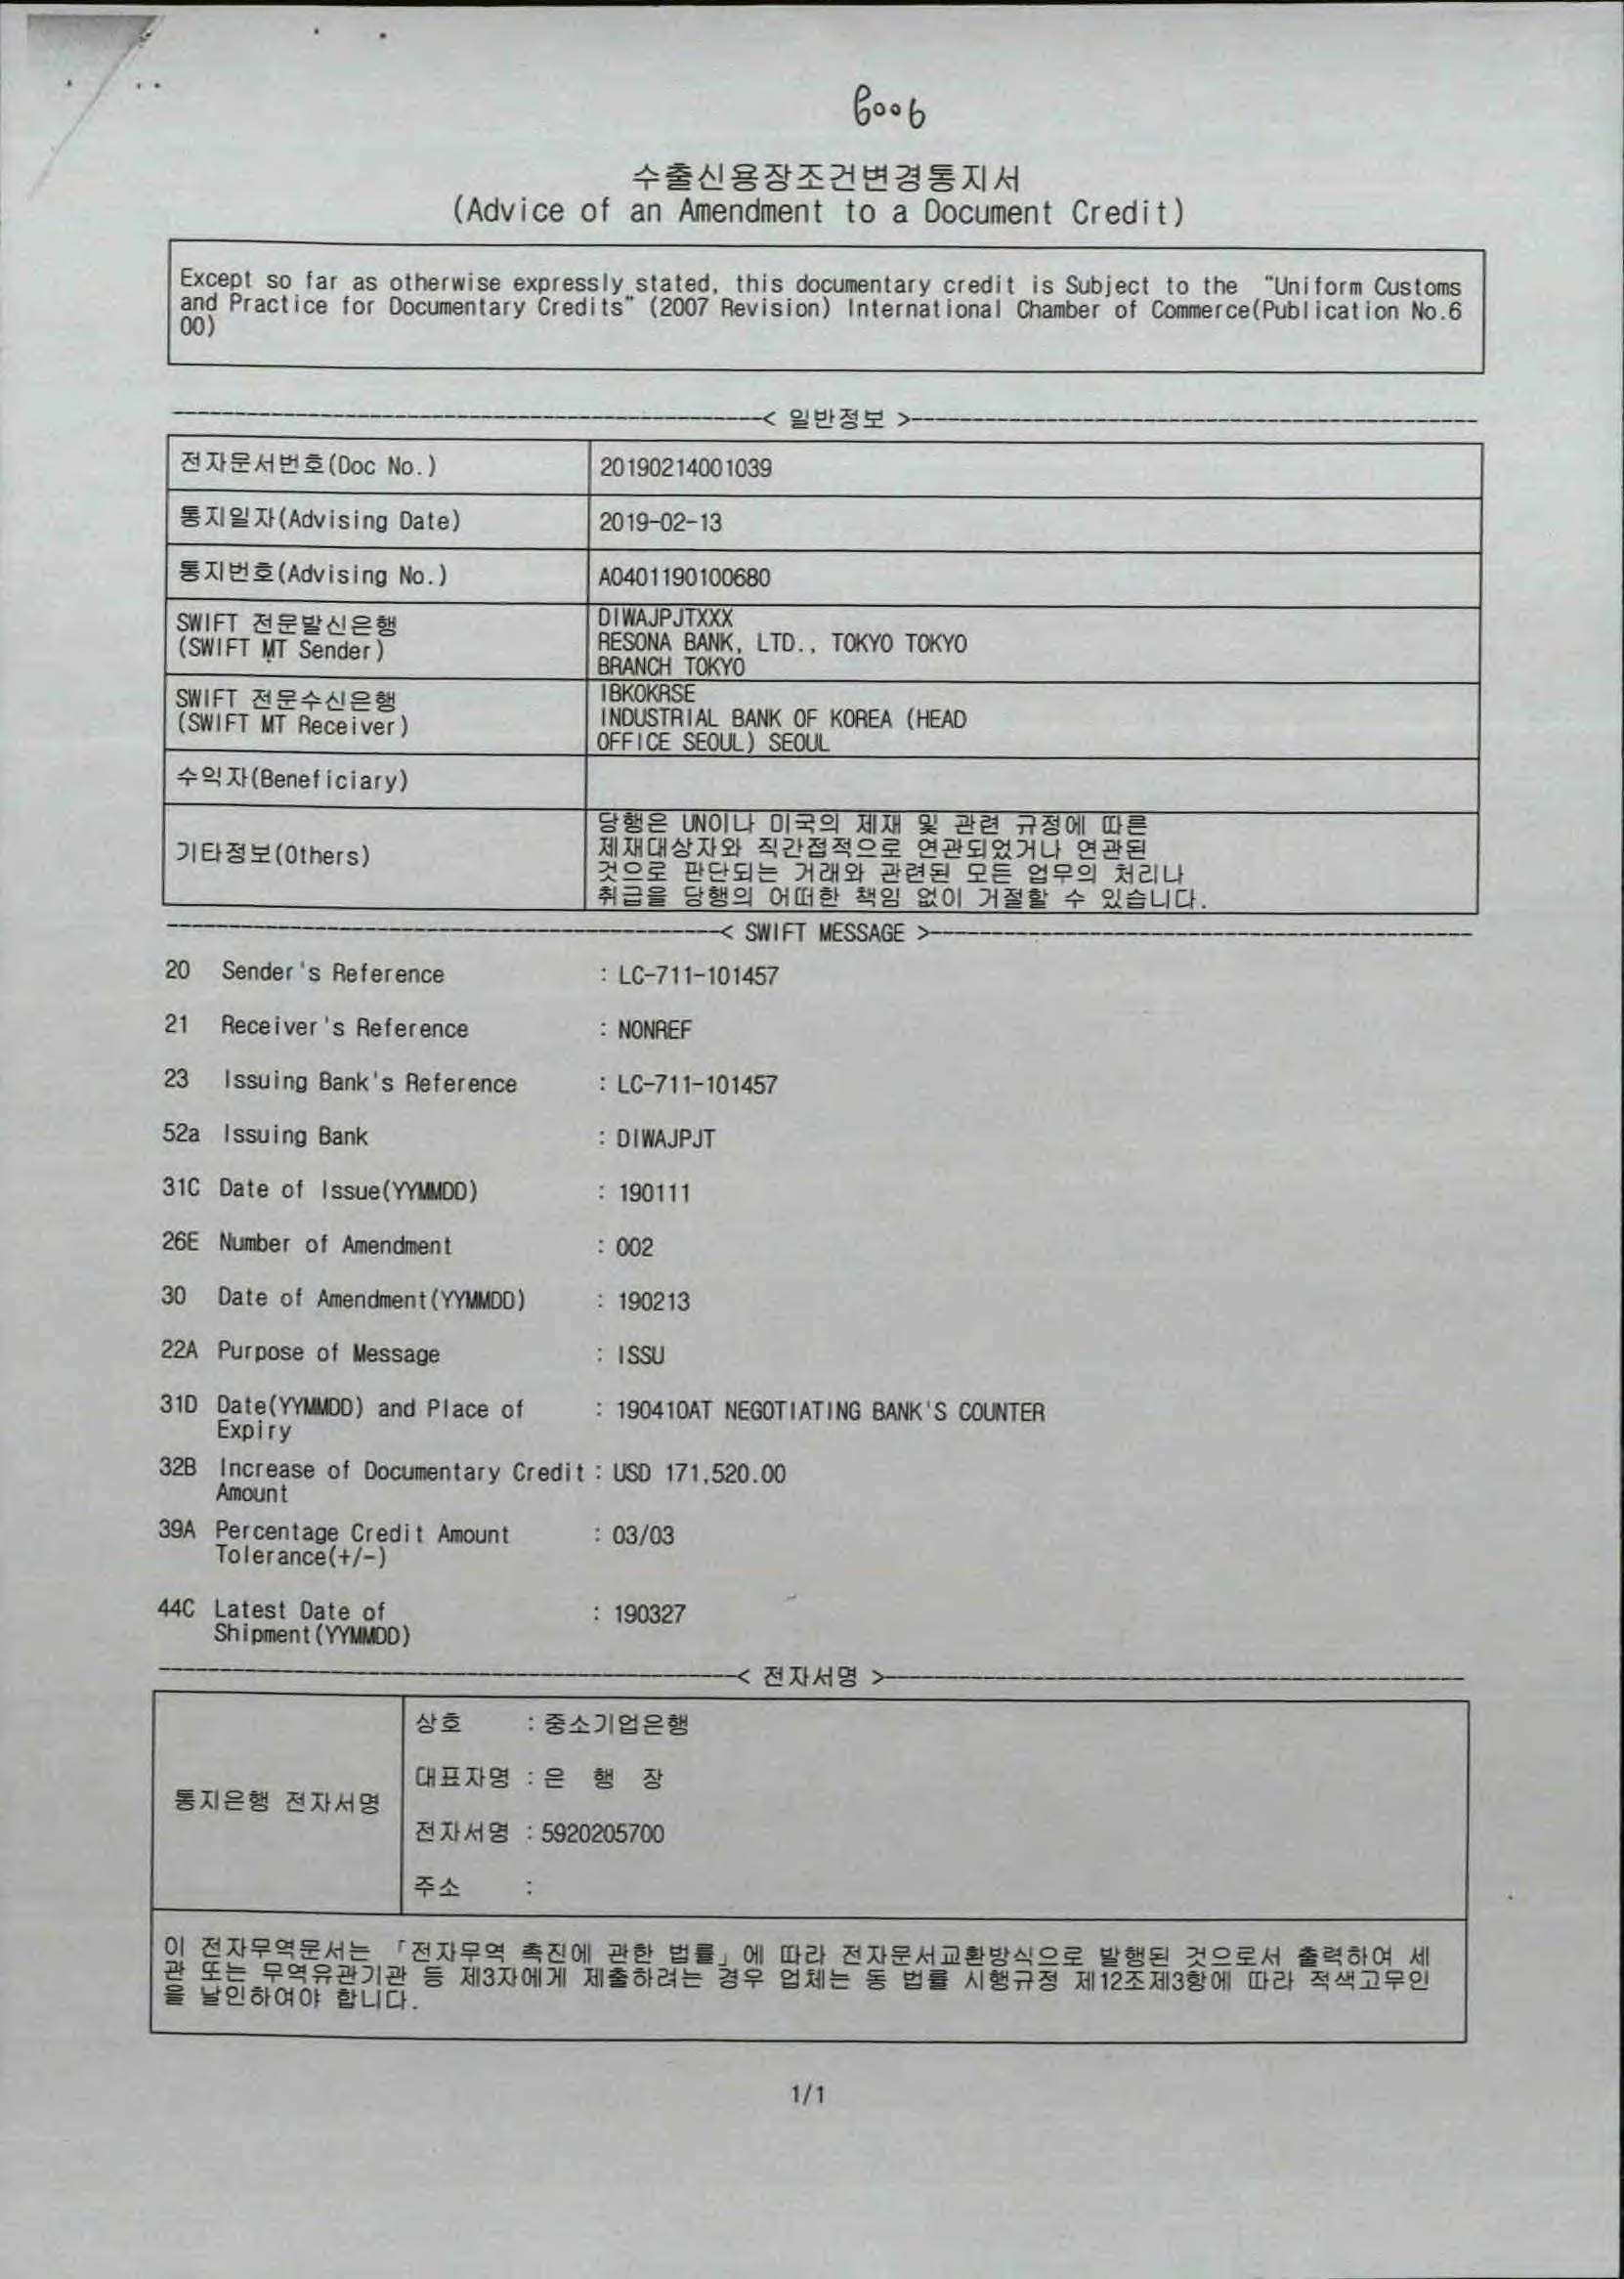 6006
수출신용장조건변경통지서
(Advice of an Amendment to a Document Credit)
Except so far as otherwise expressly stated, this documentary credit is Subject to the "Uniform Customs
and Practice for Documentary Credits" (2007 Revision) International Chamber of Commerce(Publication No.6
00)
< 일반정보 >
전자문서번호(Doc No.) 20190214001039
통지일자(Advising Date) 2019-02-13
통지번호(Advising No.) A0401190100680
SWIFT 전문발신은행
(SWIFT MT Sender)
DIWAJPJTXXX
RESONA BANK, LTD., TOKYO TOKYO
BRANCH TOKYO
SWIFT 전문수신은행
(SWIFT MT Receiver)
IBKOKRSE
INDUSTRIAL BANK OF KOREA (HEAD
OFFICE SEOUL) SEOUL
수익자(Beneficiary)
기타정보(Others)
당행은 UN이나 미국의 제재 및 관련 규정에 따른
제재대상자와 직간접적으로 연관되었거나 연관된
것으로 판단되는 거래와 관련된 모든 업무의 처리나
취급을 당행의 어떠한 책임 없이 거절할 수 있습니다.
< SWIFT MESSAGE >
20 Sender's Reference : LC-711-101457
21 Receiver's Reference : NONREF
23 Issuing Bank's Reference : LC-711-101457
52a Issuing Bank : DIWAJPJT
31C Date of Issue(YYMMDD) : 190111
26E Number of Amendment : 002
30 Date of Amendment(YYMMDD) : 190213
22A Purpose of Message : ISSU
31D Date(YYMMDD) and Place of : 190410AT NEGOTIATING BANK'S COUNTER
Expiry
32B Increase of Documentary Credit : USD 171,520.00
Amount
39A Percentage Credit Amount : 03/03
Tolerance(+/-)
44C Latest Date of : 190327
Shipment(YYMMDD)
< 전자서명 >
통지은행 전자서명
상호 : 중소기업은행
대표자명 : 은 행 장
전자서명 : 5920205700
주소 :
이 전자무역문서는 「전자무역 촉진에 관한 법률」에 따라 전자문서교환방식으로 발행된 것으로서 출력하여 세
관 또는 무역유관기관 등 제3자에게 제출하려는 경우 업체는 동 법률 시행규정 제12조제3항에 따라 적색고무인
을 날인하여야 합니다.
1/1